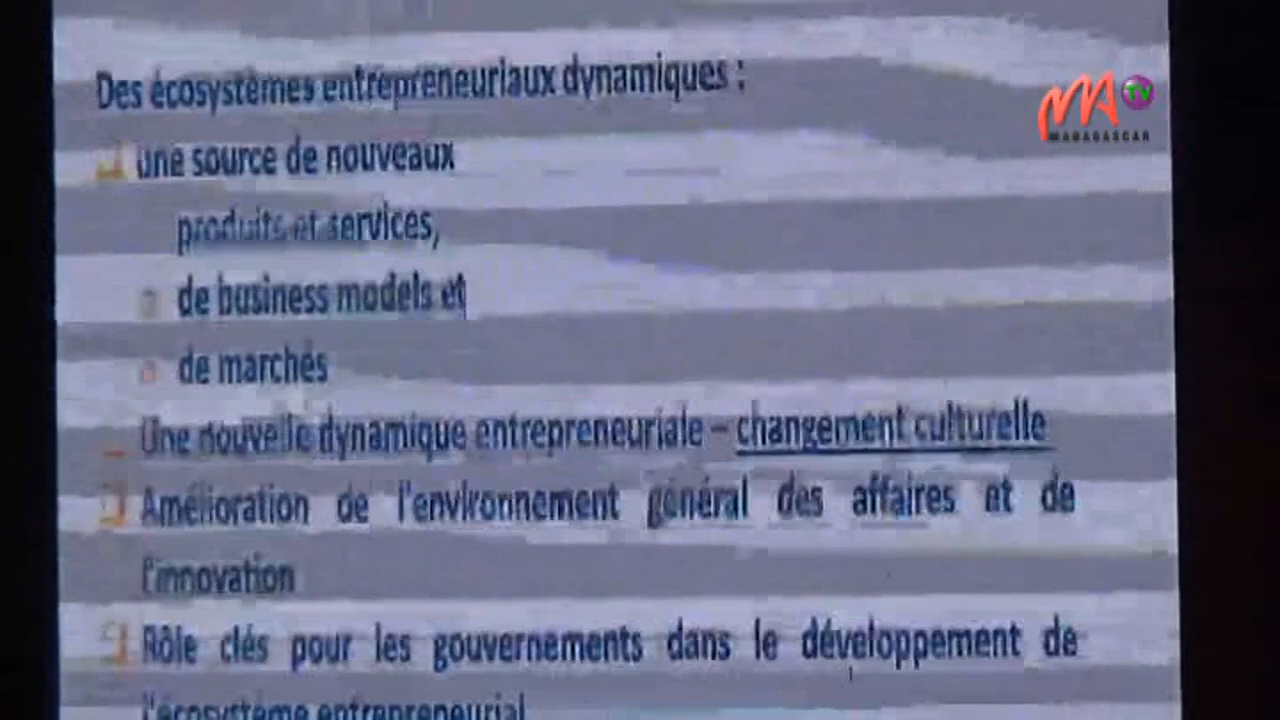 Des écosystèmes entrepreneuriaux dynamiques :
une source de nouveaux
produits et services,
de business models et
de marchés
Une nouvelle dynamique entrepreneuriale – changement culturelle
Amélioration de l'environnement général des affaires et de
l'innovation
Rôle clés pour les gouvernements dans le développement de
l'écosystème entrepreneurial
MA TV
MADAGASCAR